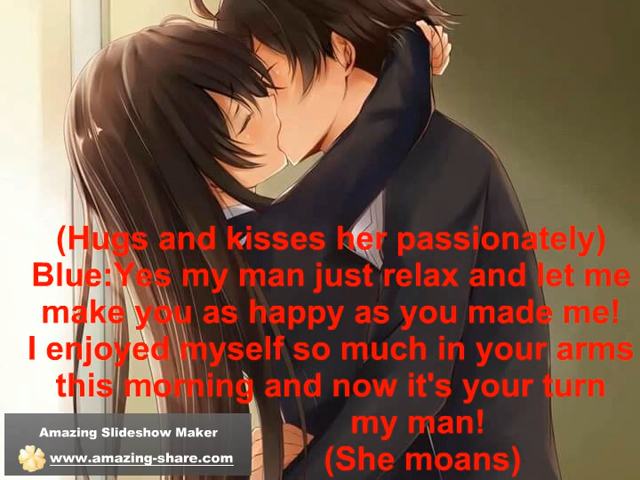 (Hugs and kisses her passionately)
Blue:Yes my man just relax and let me
make you as happy as you made me!
I enjoyed myself so much in your arms
this morning and now it's your turn
my man!
(She moans)
Amazing Slideshow Maker
www.amazing-share.com